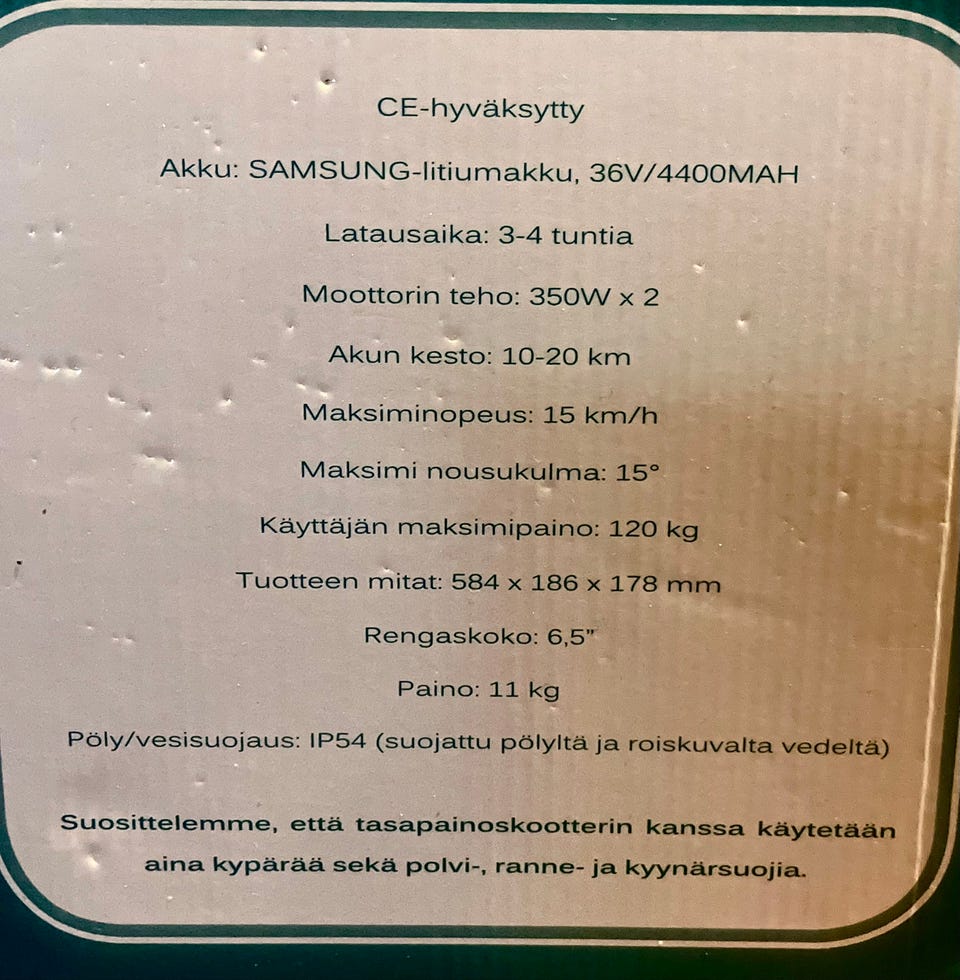 CE-hyväksytty
Akku: SAMSUNG-litiumakku, 36V/4400MAH
Latausaika: 3-4 tuntia
Moottorin teho: 350W x 2
Akun kesto: 10-20 km
Maksiminopeus: 15 km/h
Maksimi nousukulma: 15°
Käyttäjän maksimipaino: 120 kg
Tuotteen mitat: 584 x 186 x 178 mm
Rengaskoko: 6,5”
Paino: 11 kg
Pöly/vesisuojaus: IP54 (suojattu pölyltä ja roiskuvalta vedeltä)
Suosittelemme, että tasapainoskootterin kanssa käytetään
aina kypärää sekä polvi-, ranne- ja kyynärsuojia.